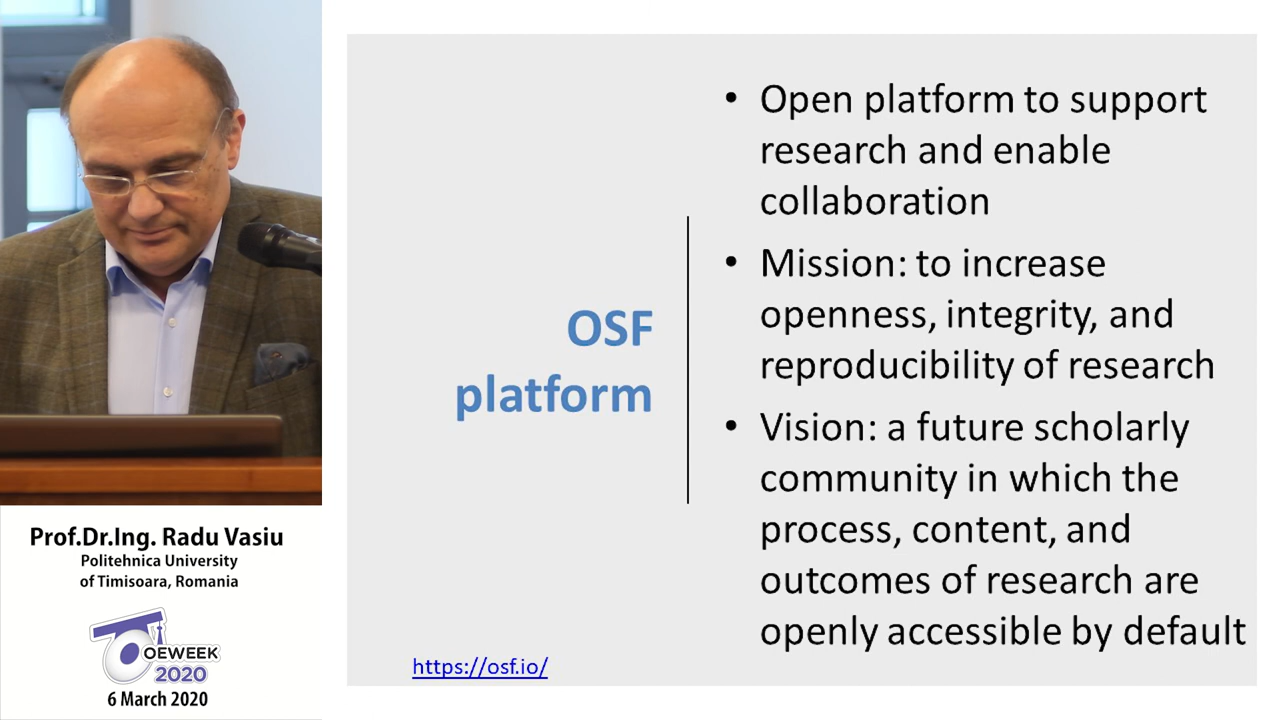 Prof.Dr.Ing. Radu Vasiu
Politehnica University
of Timisoara, Romania
OEWEEK
2020
6 March 2020
OSF
platform
https://osf.io/
• Open platform to support
research and enable
collaboration
• Mission: to increase
openness, integrity, and
reproducibility of research
• Vision: a future scholarly
community in which the
process, content, and
outcomes of research are
openly accessible by default